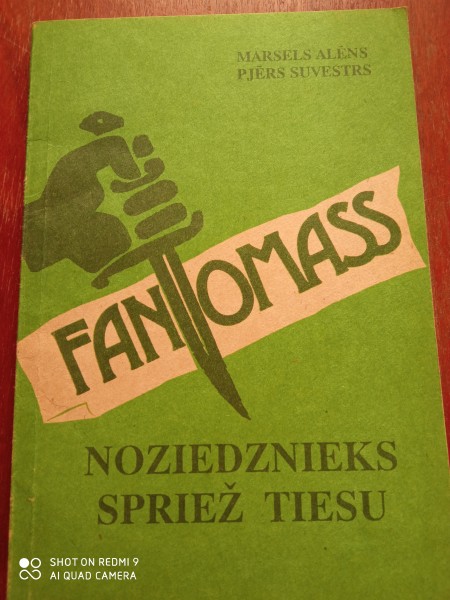 MARSELS ALĒNS
PJĒRS SUVESTRS
FANTOMASS
NOZIEDZNIEKS
SPRIEŽ TIESU
SHOT ON REDMI 9
AI QUAD CAMERA